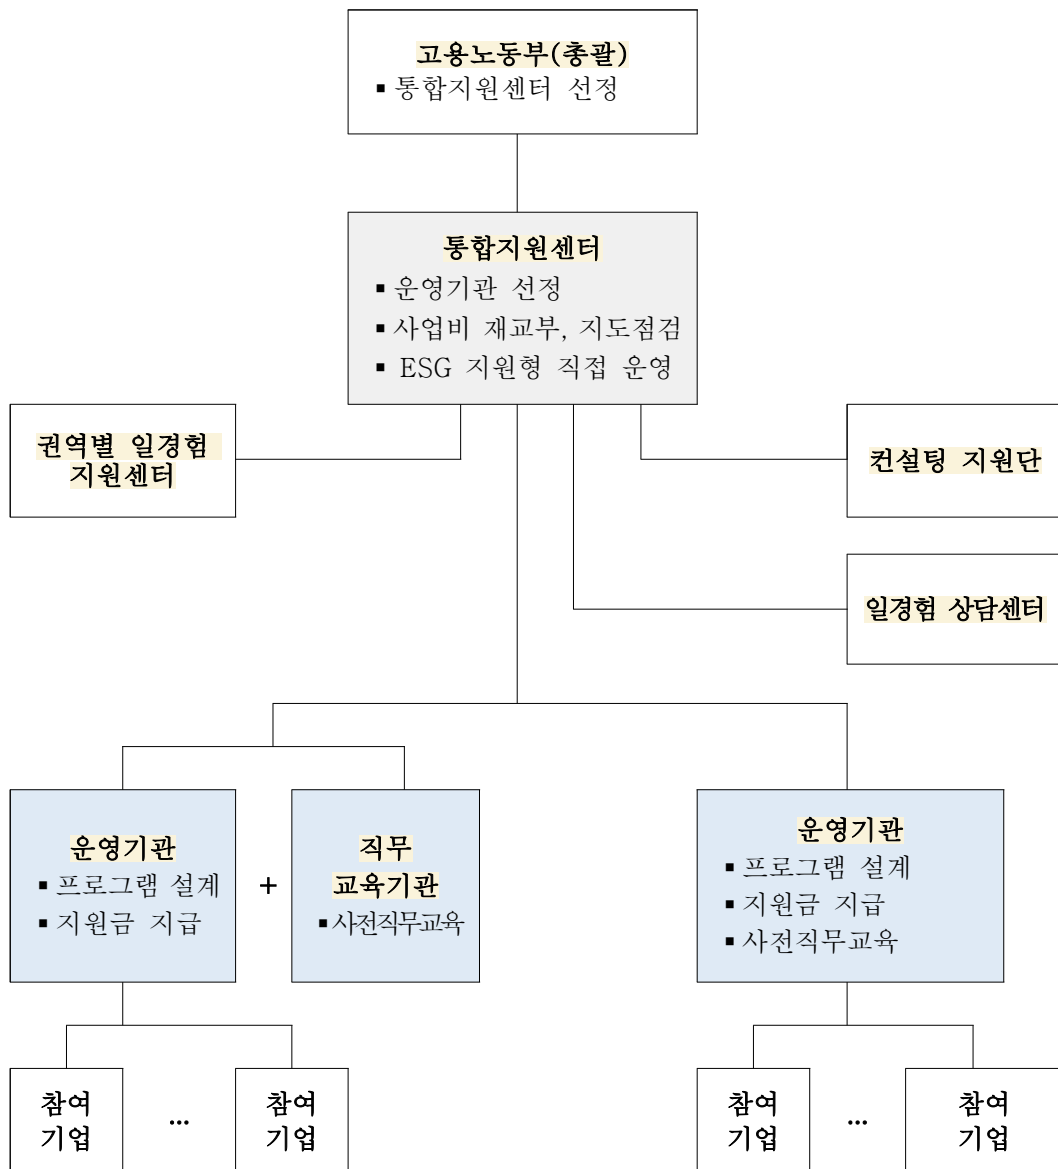 고용노동부(총괄)
▪ 통합지원센터 선정
통합지원센터
▪ 운영기관 선정
▪ 사업비 재교부, 지도점검
▪ ESG 지원형 직접 운영
권역별 일경험
지원센터
컨설팅 지원단
일경험 상담센터
운영기관
▪ 프로그램 설계
▪ 지원금 지급
+
직무
교육기관
▪ 사전직무교육
운영기관
▪ 프로그램 설계
▪ 지원금 지급
▪ 사전직무교육
참여
기업
...
참여
기업
참여
기업
...
참여
기업